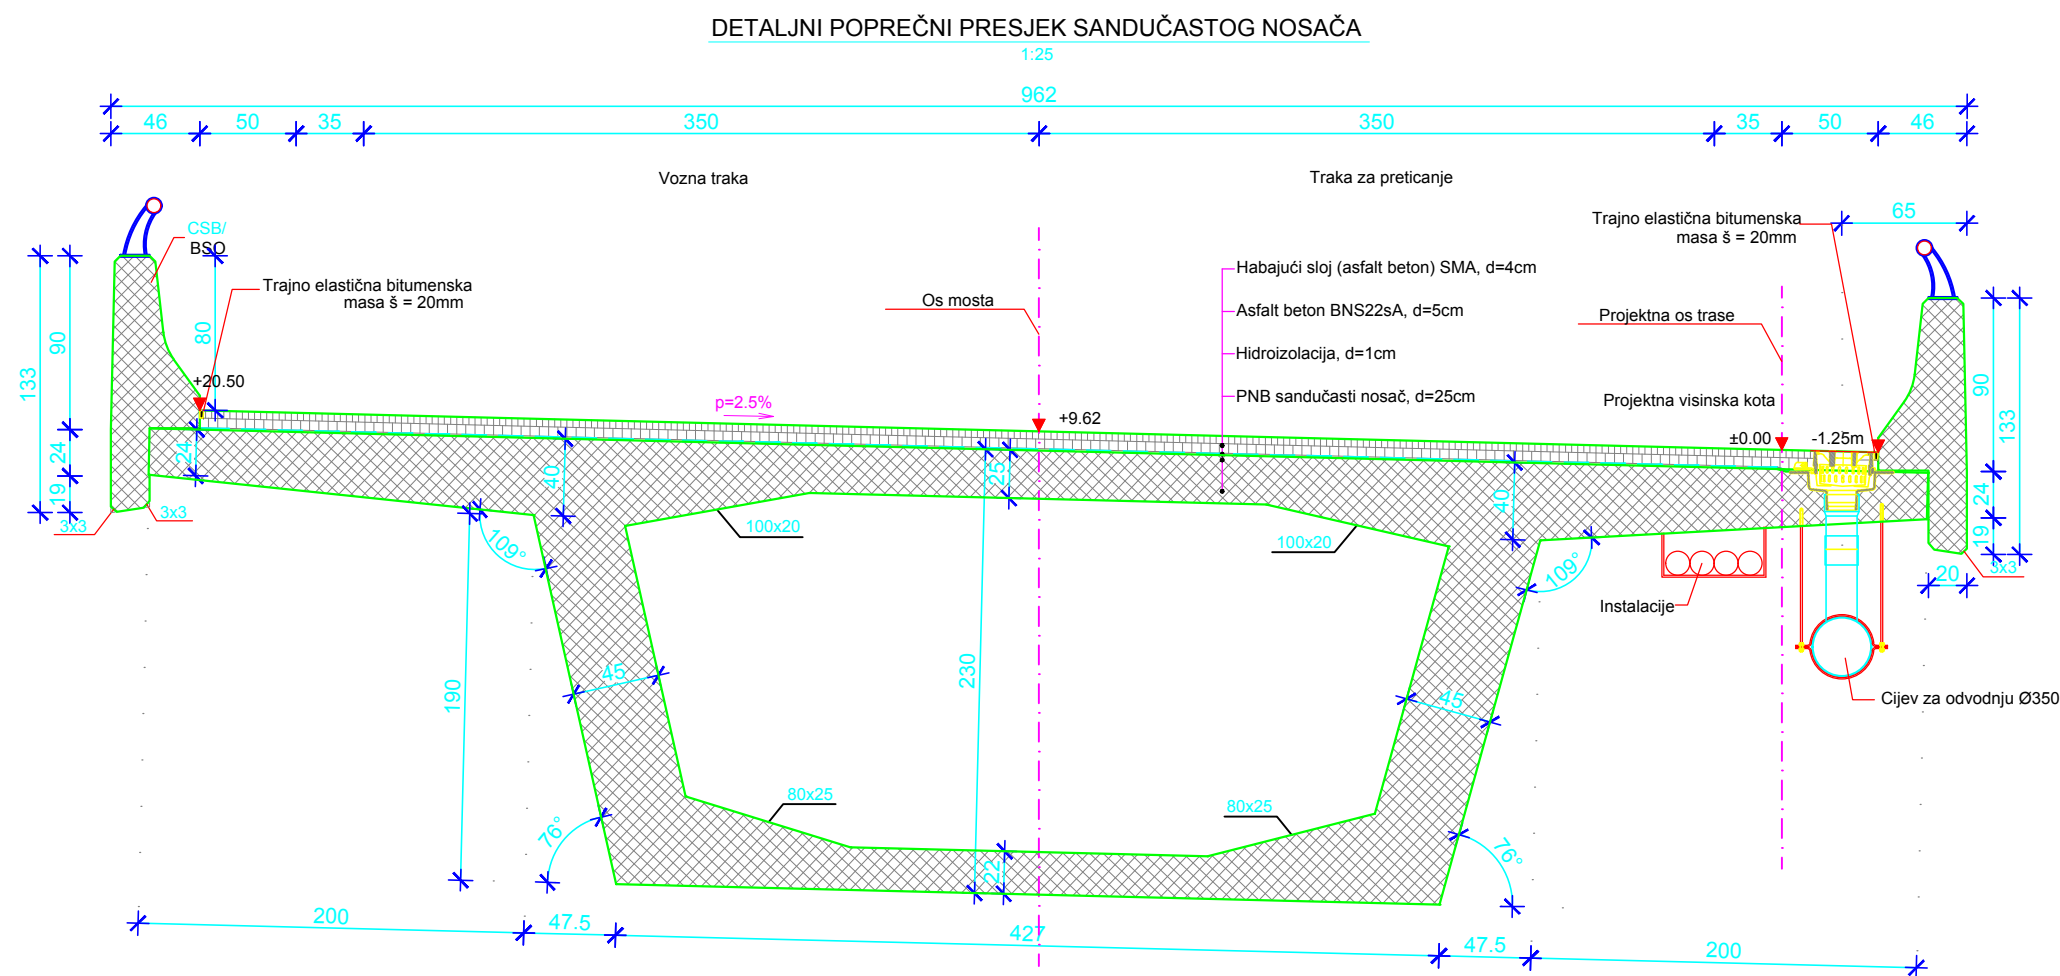 DETALJNI POPREČNI PRESJEK SANDUČASTOG NOSAČA
1:25
962
46 50 35 350 350 35 50 46
Vozna traka
Traka za preticanje
CSB/
BSO
Trajno elastična bitumenska
masa š = 20mm
Os mosta
Habajući sloj (asfalt beton) SMA, d=4cm
Asfalt beton BNS22sA, d=5cm
Hidroizolacija, d=1cm
PNB sandučasti nosač, d=25cm
Trajno elastična bitumenska
masa š = 20mm
65
Projektna os trase
Projektna visinska kota
133
90
24
19
80
+20.50
24
p=2.5%
+9.62
±0.00
-1.25m
90
133
24
19
20
3x3
3x3
3x3
40
25
40
100x20
100x20
109°
109°
Instalacije
Cijev za odvodnju Ø350
190
45
230
45
80x25
80x25
76°
76°
22
200
47.5
427
47.5
200